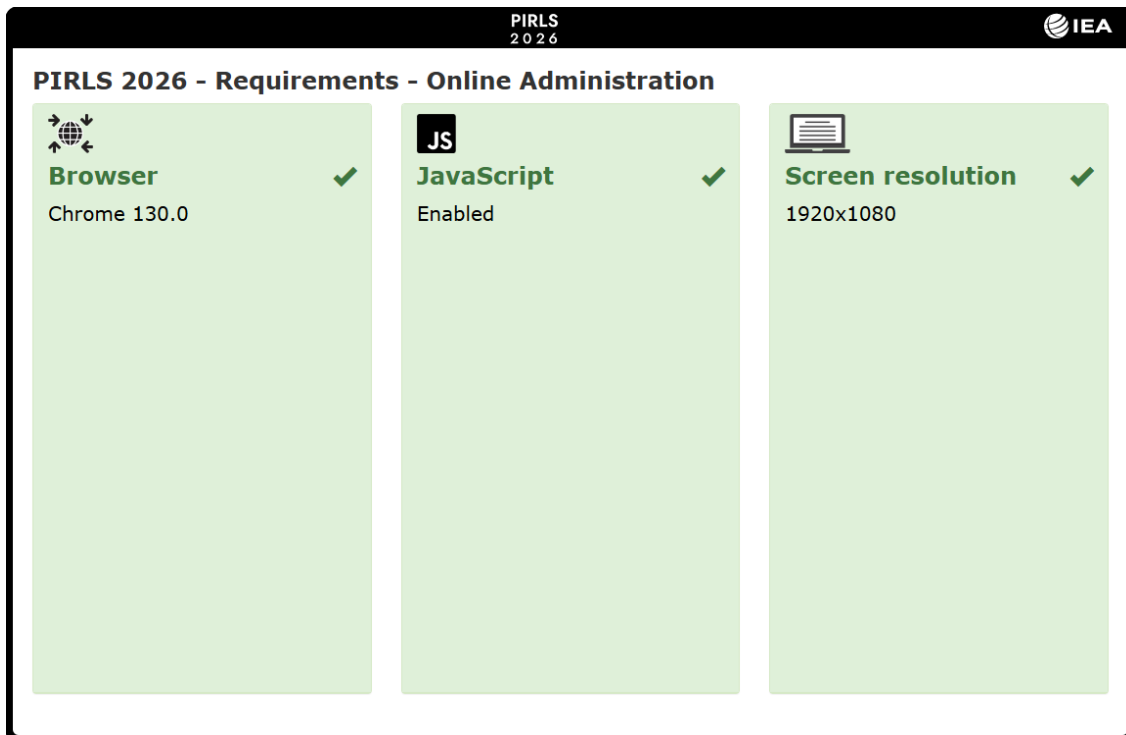 PIRLS
2026
IEA
PIRLS 2026 - Requirements - Online Administration
JS
Browser
Chrome 130.0
JavaScript
Enabled
Screen resolution
1920x1080